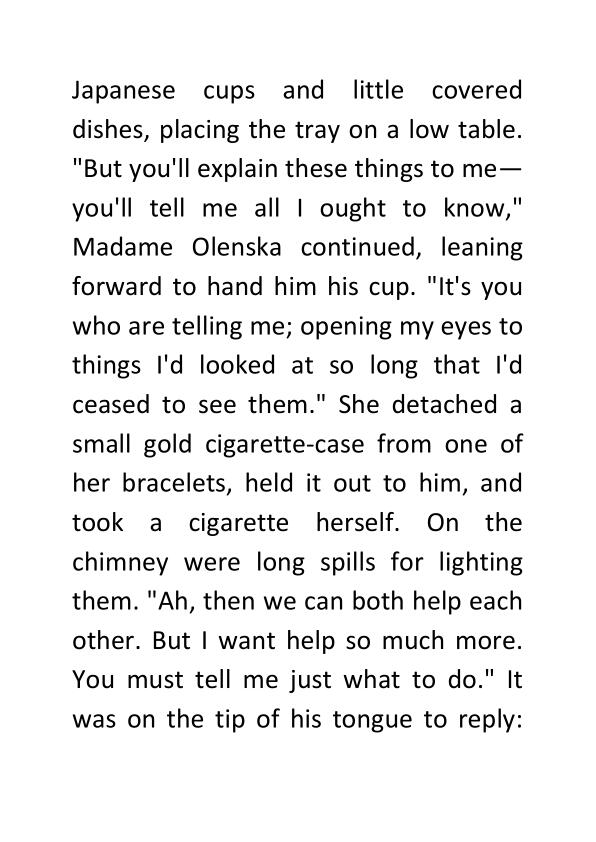 Japanese cups and little covered
dishes, placing the tray on a low table.
"But you'll explain these things to me—
you'll tell me all I ought to know,"
Madame Olenska continued, leaning
forward to hand him his cup. "It's you
who are telling me; opening my eyes to
things I'd looked at so long that I'd
ceased to see them." She detached a
small gold cigarette-case from one of
her bracelets, held it out to him, and
took a cigarette herself. On the
chimney were long spills for lighting
them. "Ah, then we can both help each
other. But I want help so much more.
You must tell me just what to do." It
was on the tip of his tongue to reply: